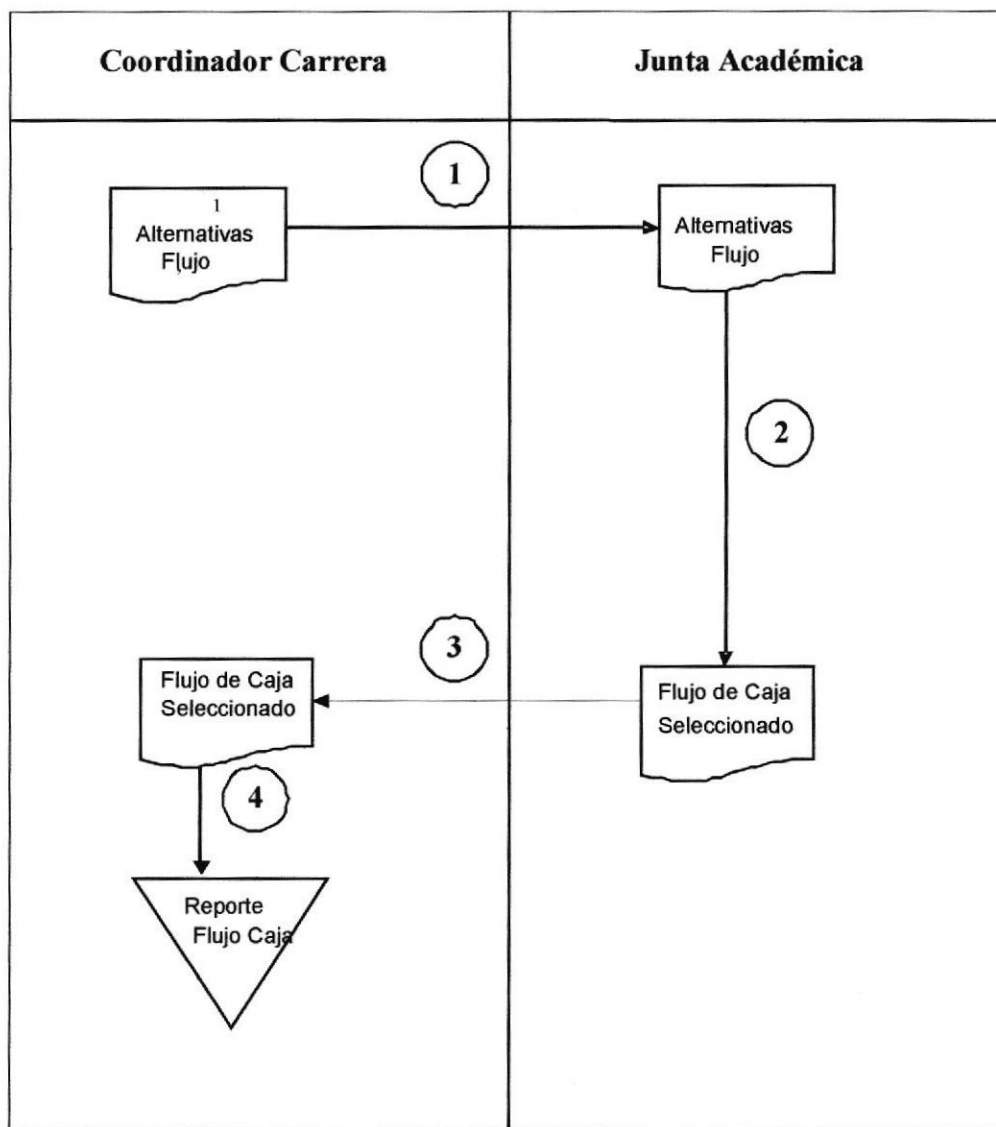 Coordinador Carrera
Junta Académica
1
1
Alternativas
Flujo
Alternativas
Flujo
2
3
Flujo de Caja
Seleccionado
Flujo de Caja
Seleccionado
4
Reporte
Flujo Caja